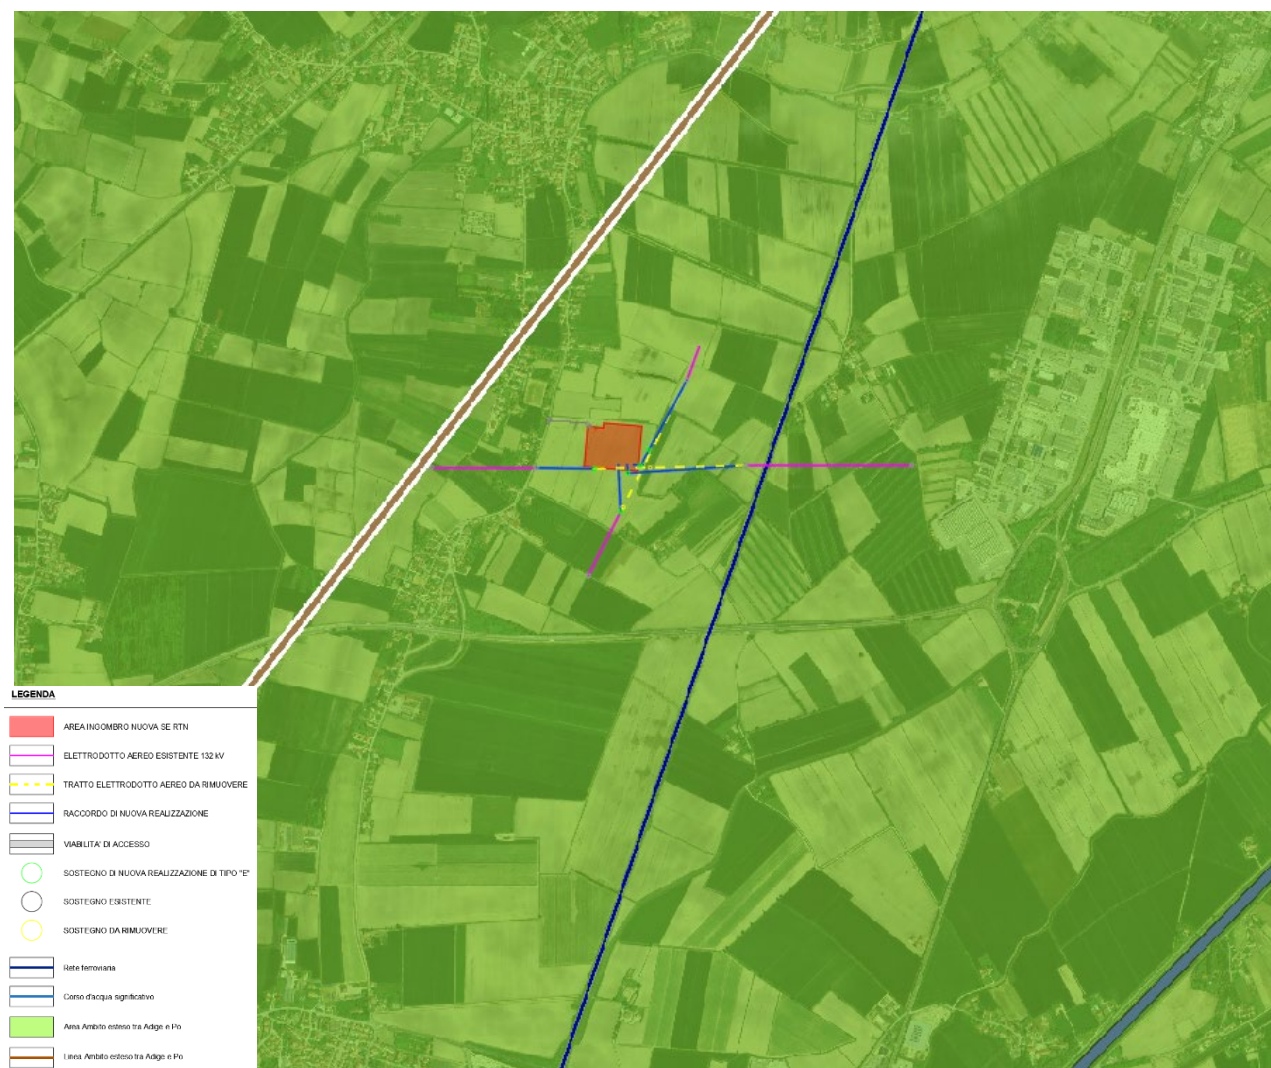 LEGENDA
AREA INGOMBRO NUOVA SE RTN
ELETTRODOTTO AEREO ESISTENTE 132 kV
TRATTO ELETTRODOTTO AEREO DA RIMUOVERE
RACCORDO DI NUOVA REALIZZAZIONE
VIABILITA' DI ACCESSO
SOSTEGNO DI NUOVA REALIZZAZIONE DI TIPO "E"
SOSTEGNO ESISTENTE
SOSTEGNO DA RIMUOVERE
Rete ferroviaria
Corso d'acqua significativo
Area Ambito esteso tra Adige e Po
Linea Ambito esteso tra Adige e Po